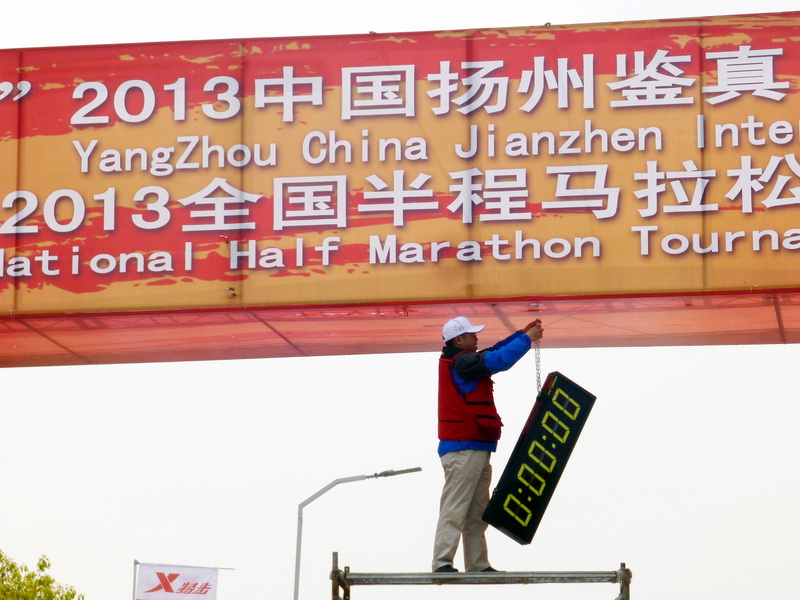 ” 2013中国扬州鉴真
YangZhou China Jianzhen Inte
2013全国半程马拉松
National Half Marathon Tourna
0:00:00
X特步